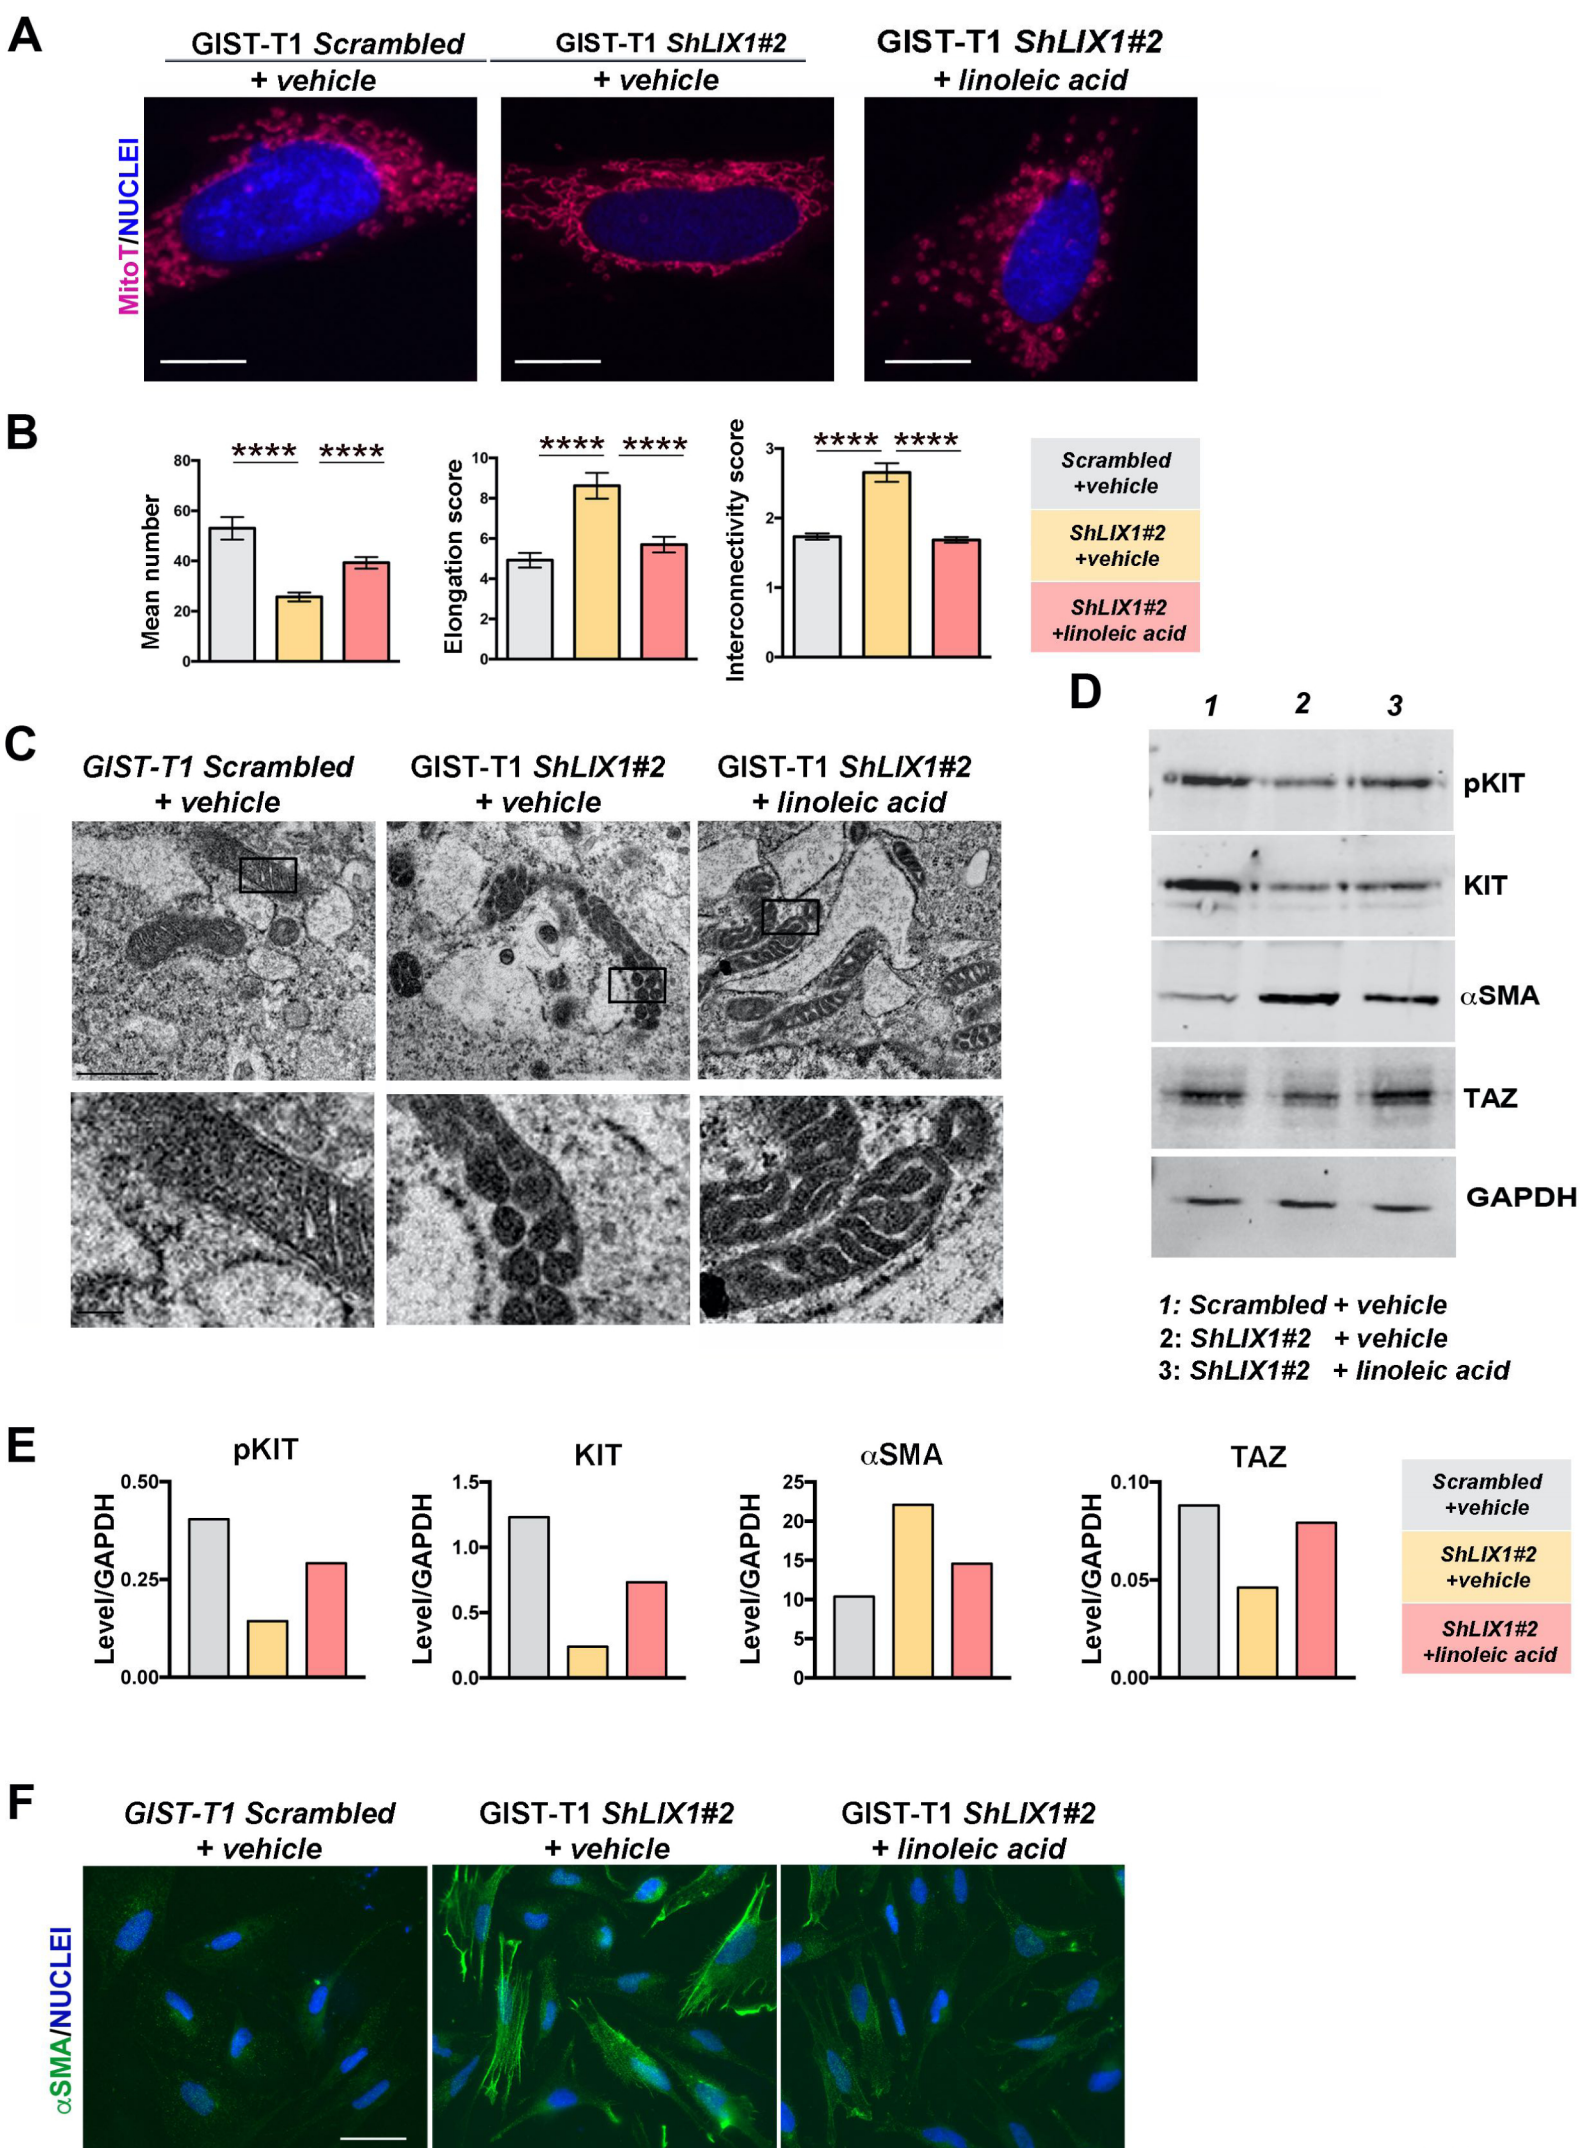 A
GIST-T1 Scrambled
+ vehicle
GIST-T1 ShLIX1#2
+ vehicle
GIST-T1 ShLIX1#2
+ linoleic acid
MitoT/NUCLEI
B
Mean number
80
60
40
20
0
**** ****
Elongation score
10
8
6
4
2
0
**** ****
Interconnectivity score
3
2
1
0
**** ****
Scrambled
+vehicle
ShLIX1#2
+vehicle
ShLIX1#2
+linoleic acid
C
GIST-T1 Scrambled
+ vehicle
GIST-T1 ShLIX1#2
+ vehicle
GIST-T1 ShLIX1#2
+ linoleic acid
D
1 2 3
pKIT
KIT
αSMA
TAZ
GAPDH
1: Scrambled + vehicle
2: ShLIX1#2 + vehicle
3: ShLIX1#2 + linoleic acid
E
pKIT
Level/GAPDH
0.50
0.25
0.00
KIT
Level/GAPDH
1.5
1.0
0.5
0.0
αSMA
Level/GAPDH
25
20
15
10
5
0
TAZ
Level/GAPDH
0.10
0.05
0.00
Scrambled
+vehicle
ShLIX1#2
+vehicle
ShLIX1#2
+linoleic acid
F
GIST-T1 Scrambled
+ vehicle
GIST-T1 ShLIX1#2
+ vehicle
GIST-T1 ShLIX1#2
+ linoleic acid
αSMA/NUCLEI